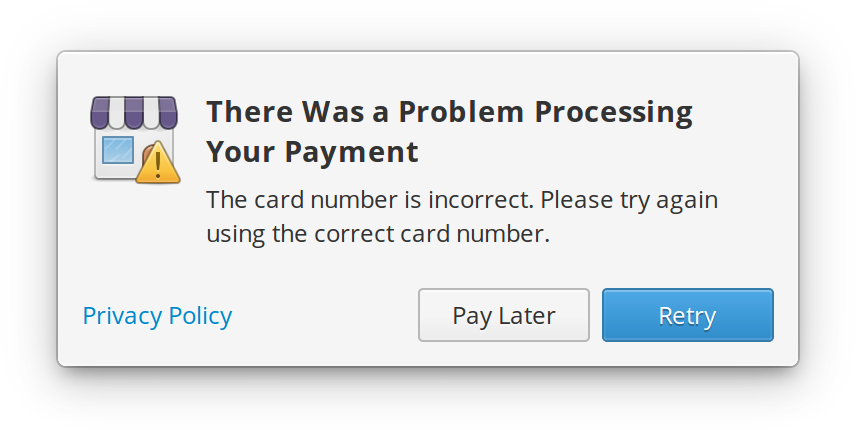 There Was a Problem Processing
Your Payment
The card number is incorrect. Please try again
using the correct card number.
Privacy Policy
Pay Later
Retry